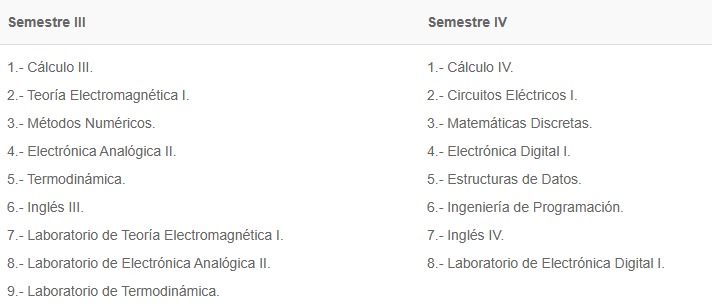 Semestre III
1.- Cálculo III.
2.- Teoría Electromagnética I.
3.- Métodos Numéricos.
4.- Electrónica Analógica II.
5.- Termodinámica.
6.- Inglés III.
7.- Laboratorio de Teoría Electromagnética I.
8.- Laboratorio de Electrónica Analógica II.
9.- Laboratorio de Termodinámica.
Semestre IV
1.- Cálculo IV.
2.- Circuitos Eléctricos I.
3.- Matemáticas Discretas.
4.- Electrónica Digital I.
5.- Estructuras de Datos.
6.- Ingeniería de Programación.
7.- Inglés IV.
8.- Laboratorio de Electrónica Digital I.